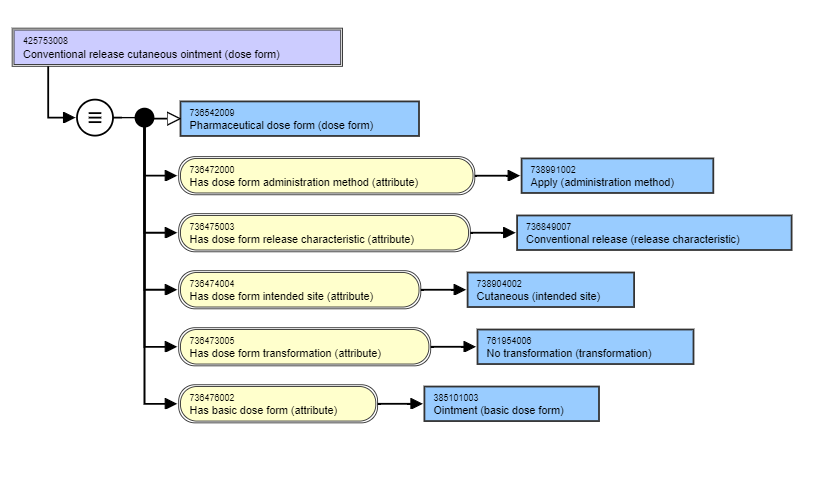 425753008
Conventional release cutaneous ointment (dose form)
736542009
Pharmaceutical dose form (dose form)
736472000
Has dose form administration method (attribute)
738991002
Apply (administration method)
736475003
Has dose form release characteristic (attribute)
736849007
Conventional release (release characteristic)
736474004
Has dose form intended site (attribute)
738904002
Cutaneous (intended site)
736473005
Has dose form transformation (attribute)
761954006
No transformation (transformation)
736476002
Has basic dose form (attribute)
385101003
Ointment (basic dose form)